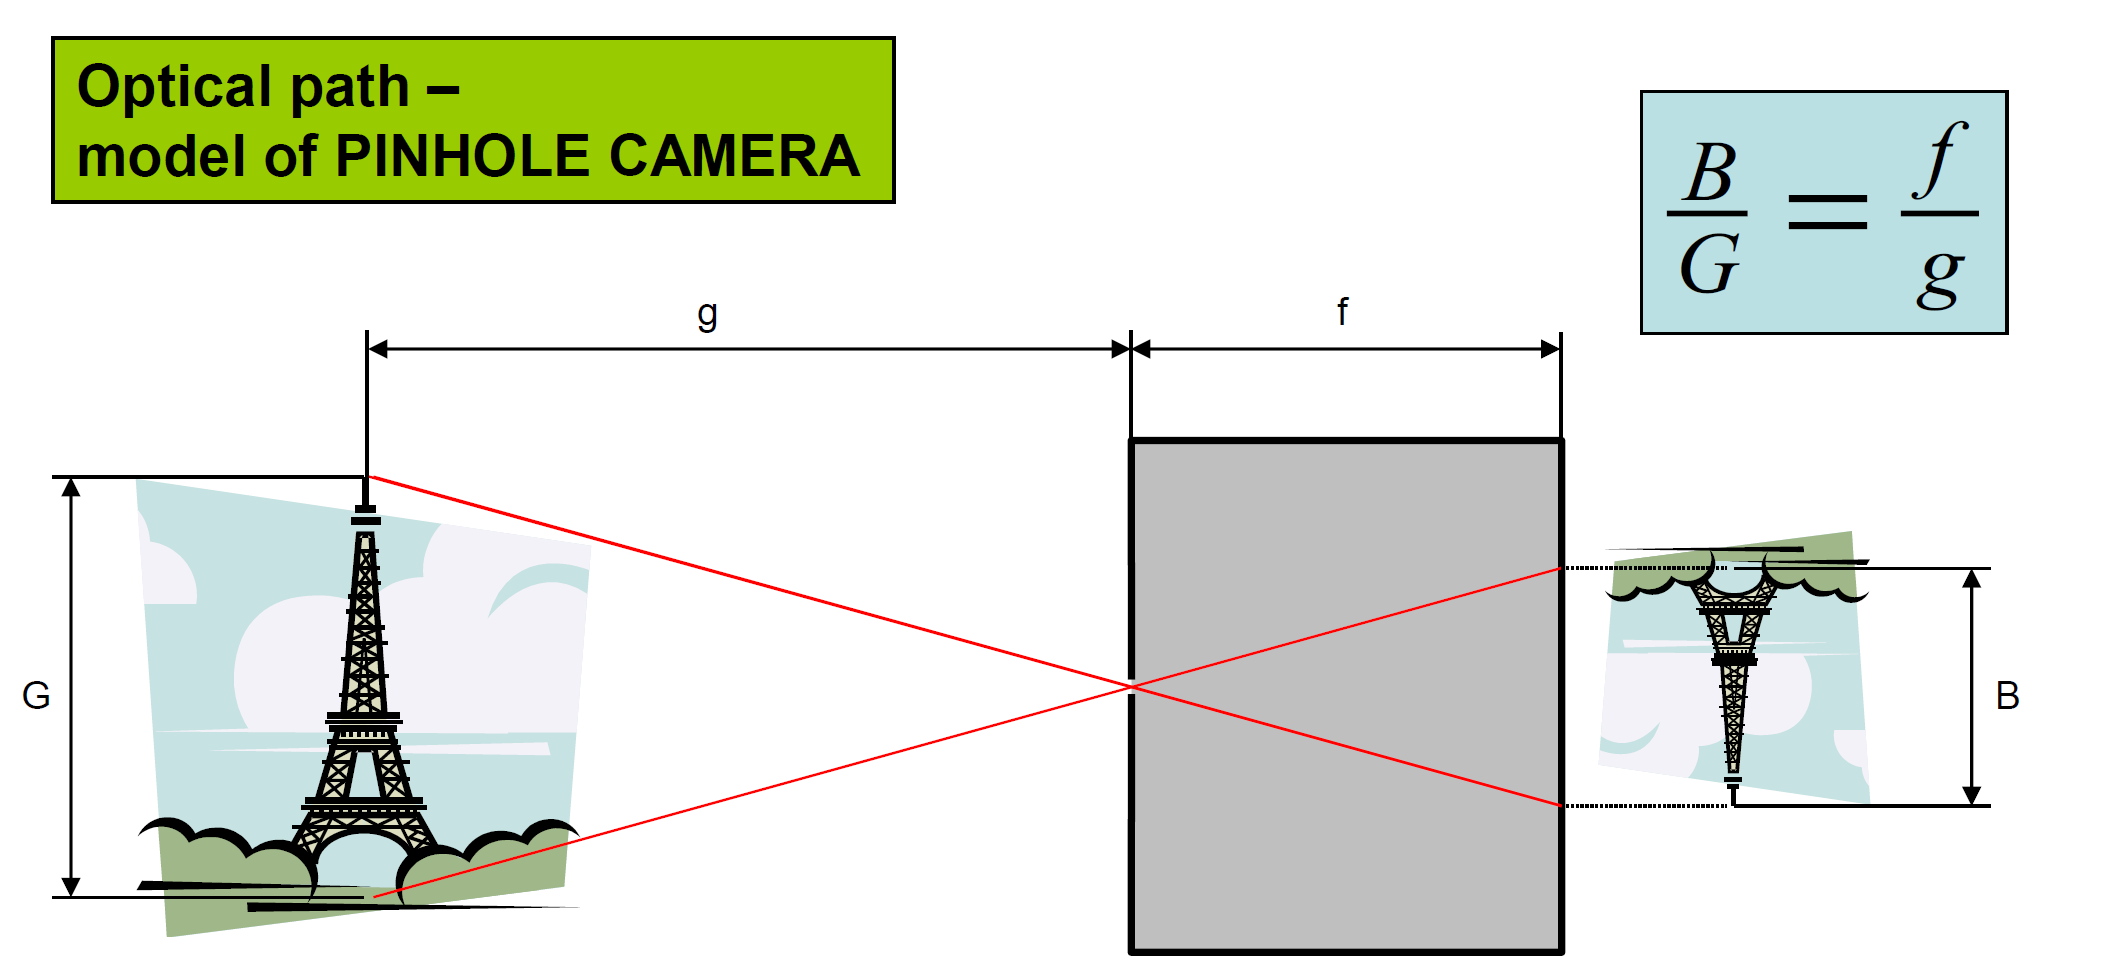 Optical path –
model of PINHOLE CAMERA
B/G = f/g
g
f
G
B